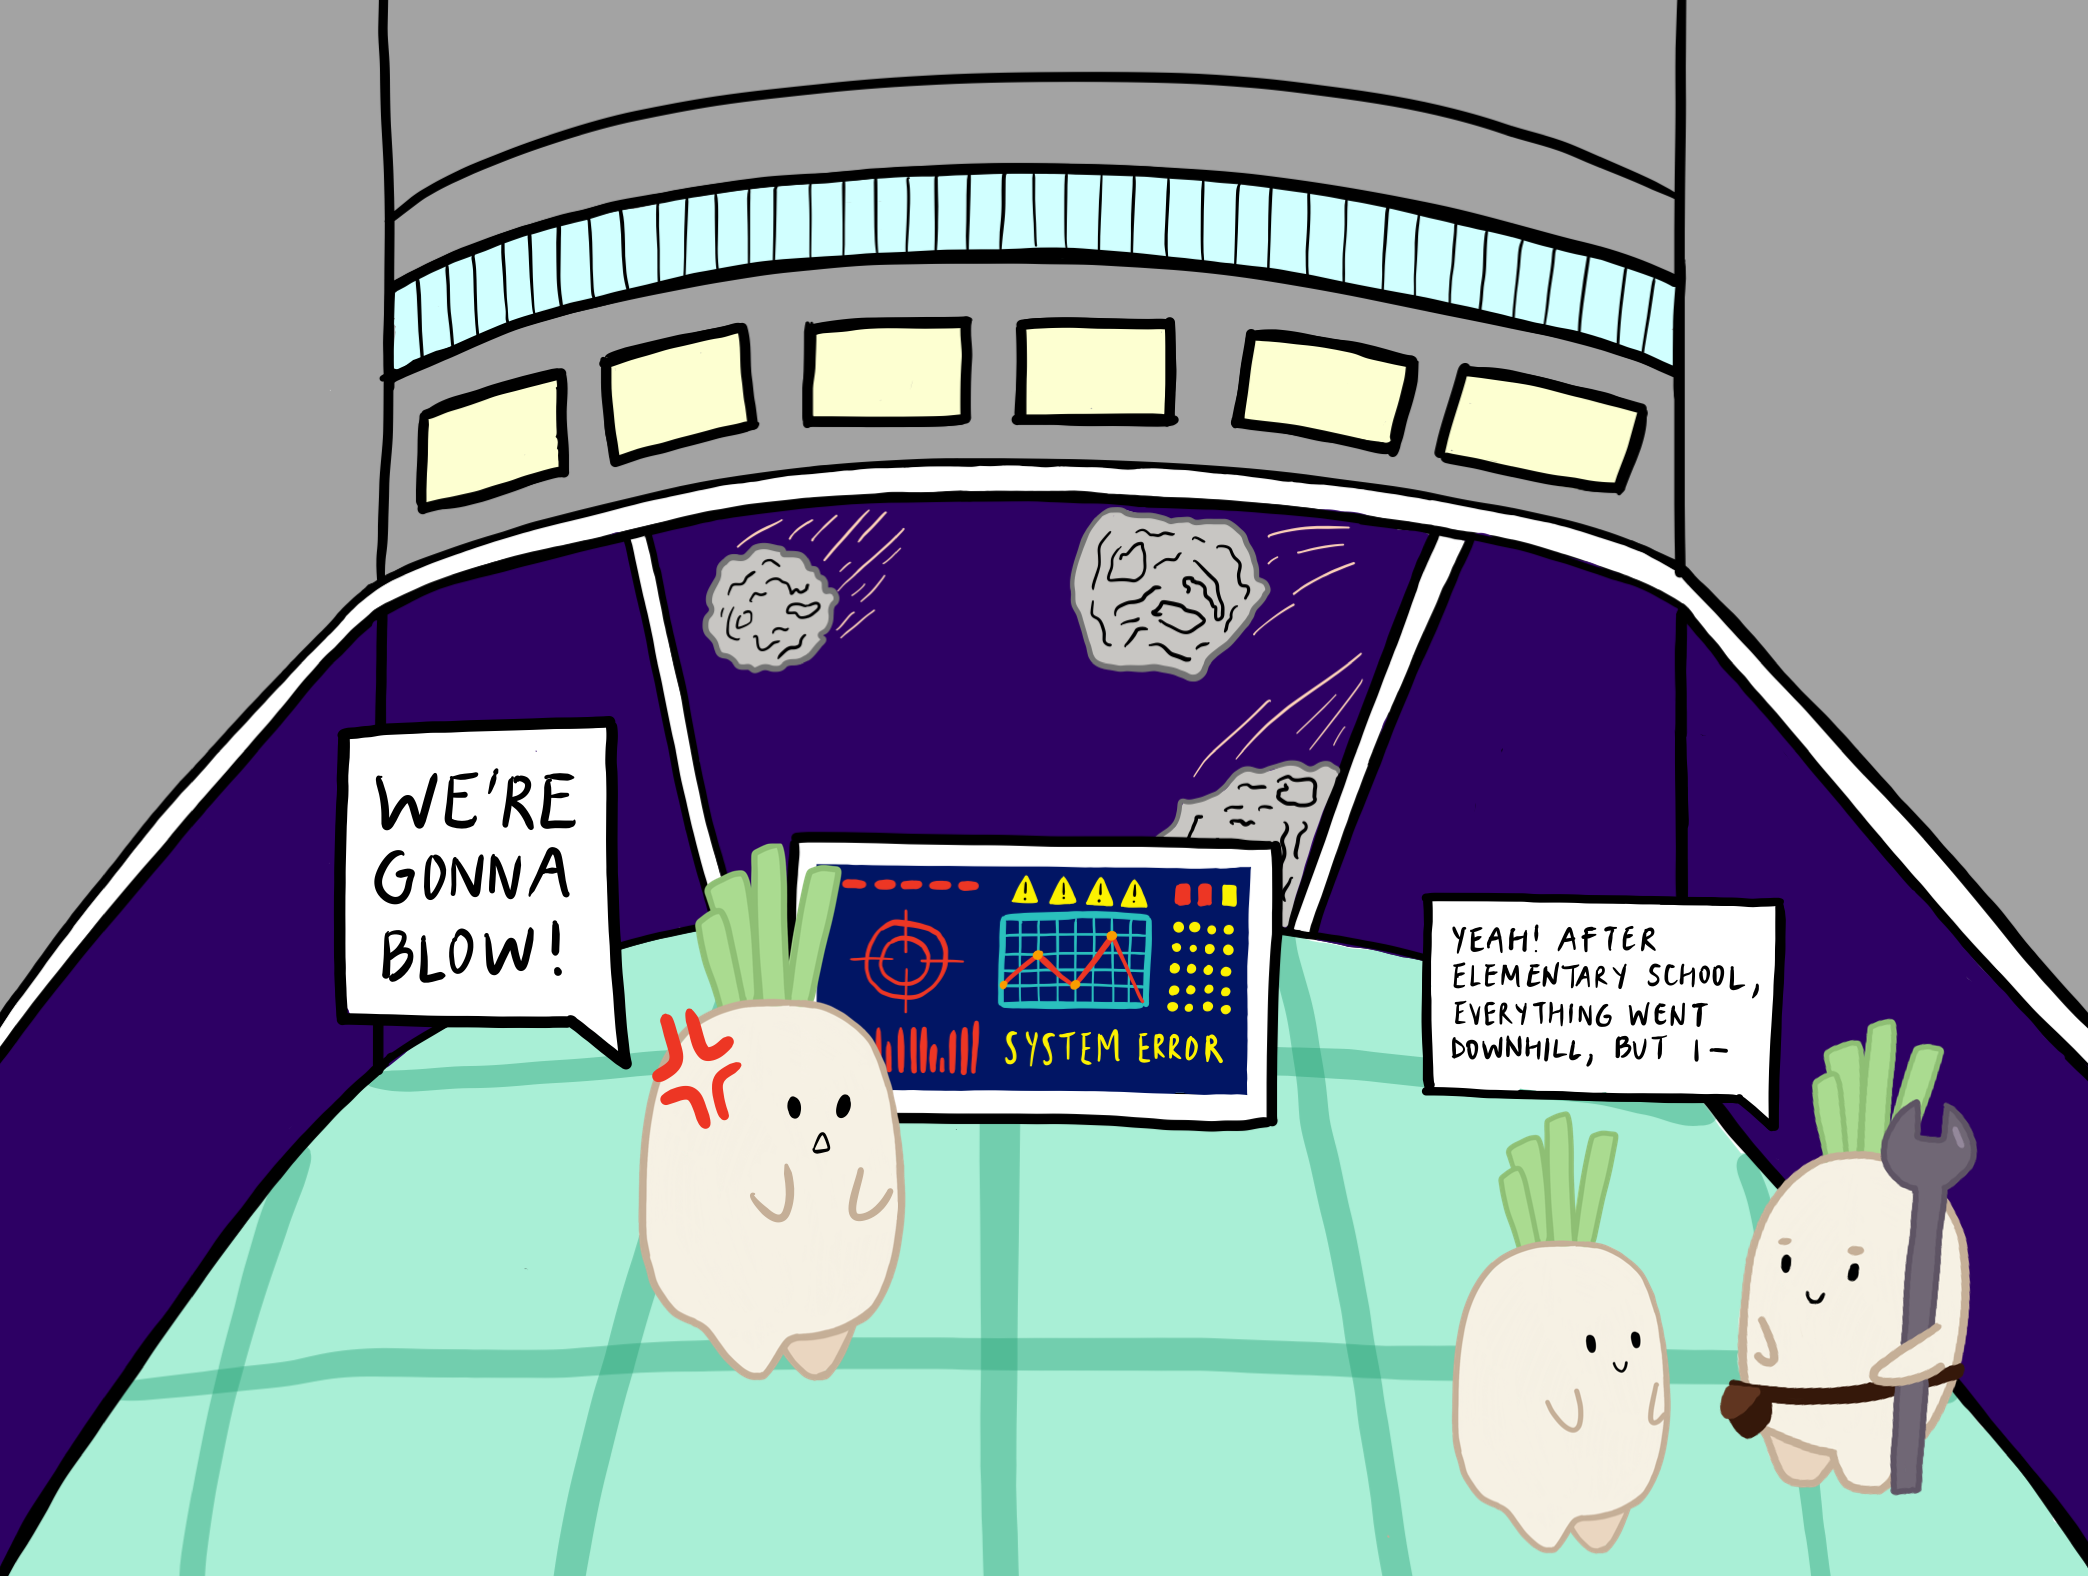 WE'RE
GONNA
BLOW!
SYSTEM ERROR
YEAH! AFTER
ELEMENTARY SCHOOL,
EVERYTHING WENT
DOWNHILL, BUT I-